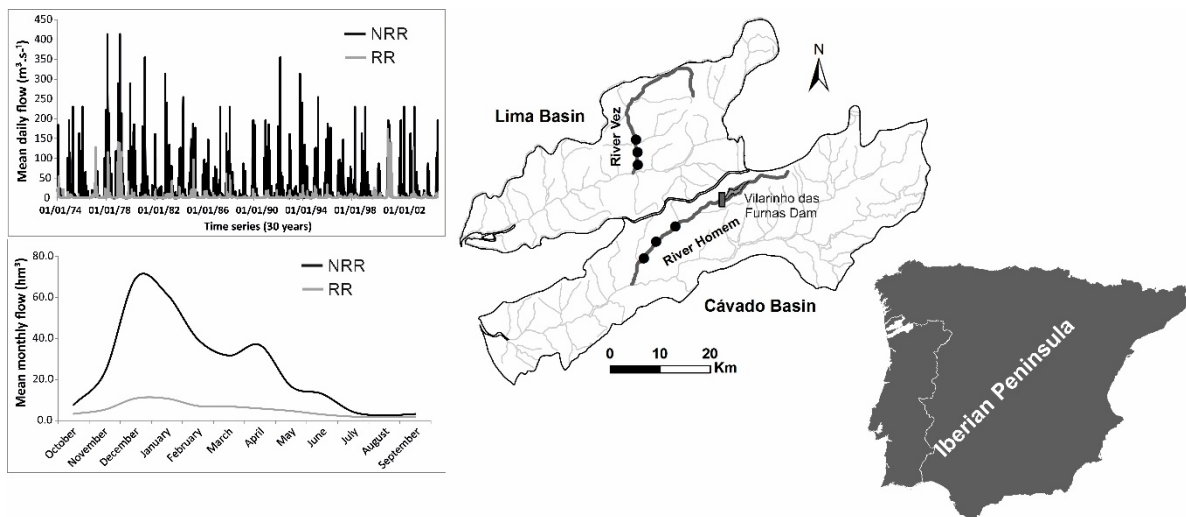 Mean daily flow (m³.s⁻¹)
450
400
350
300
250
200
150
100
50
0
NRR
RR
01/01/74
01/01/78
01/01/82
01/01/86
01/01/90
01/01/94
01/01/98
01/01/02
Time series (30 years)
Mean monthly flow (hm³)
80.0
60.0
40.0
20.0
0.0
NRR
RR
October
November
December
January
February
March
April
May
June
July
August
September
N
Lima Basin
River Vez
Vilarinho das
Furnas Dam
River Homem
Cávado Basin
0 10 20
Km
Iberian Peninsula